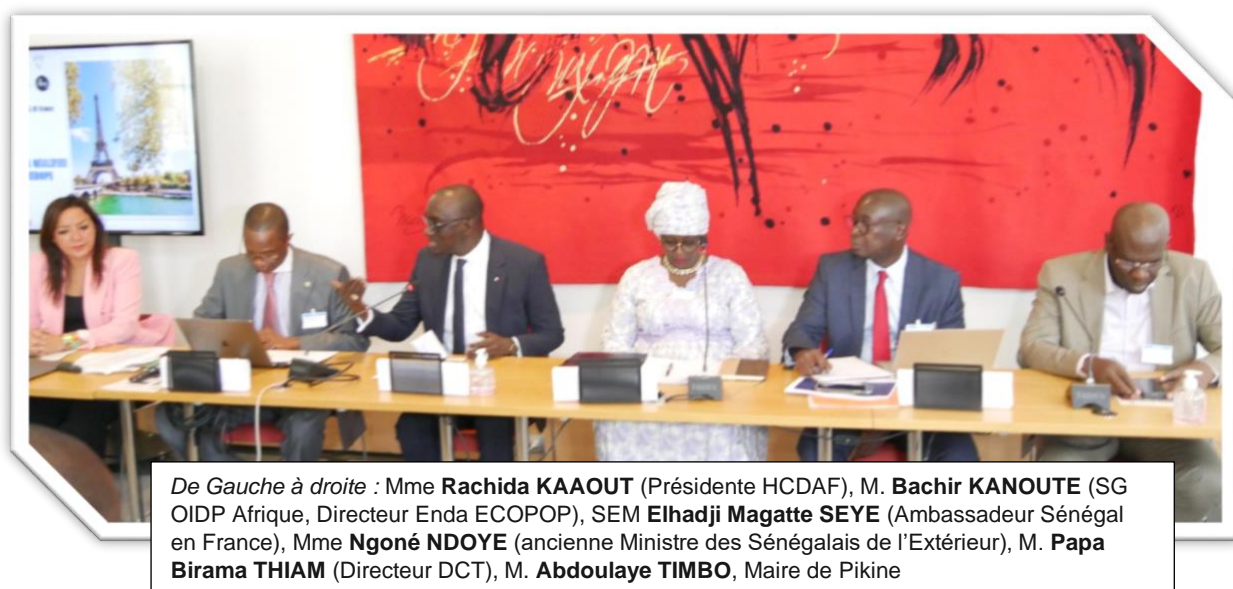 De Gauche à droite : Mme Rachida KAAOUT (Présidente HCDAF), M. Bachir KANOUTE (SG
OIDP Afrique, Directeur Enda ECOPOP), SEM Elhadji Magatte SEYE (Ambassadeur Sénégal
en France), Mme Ngoné NDOYE (ancienne Ministre des Sénégalais de l’Extérieur), M. Papa
Birama THIAM (Directeur DCT), M. Abdoulaye TIMBO, Maire de Pikine